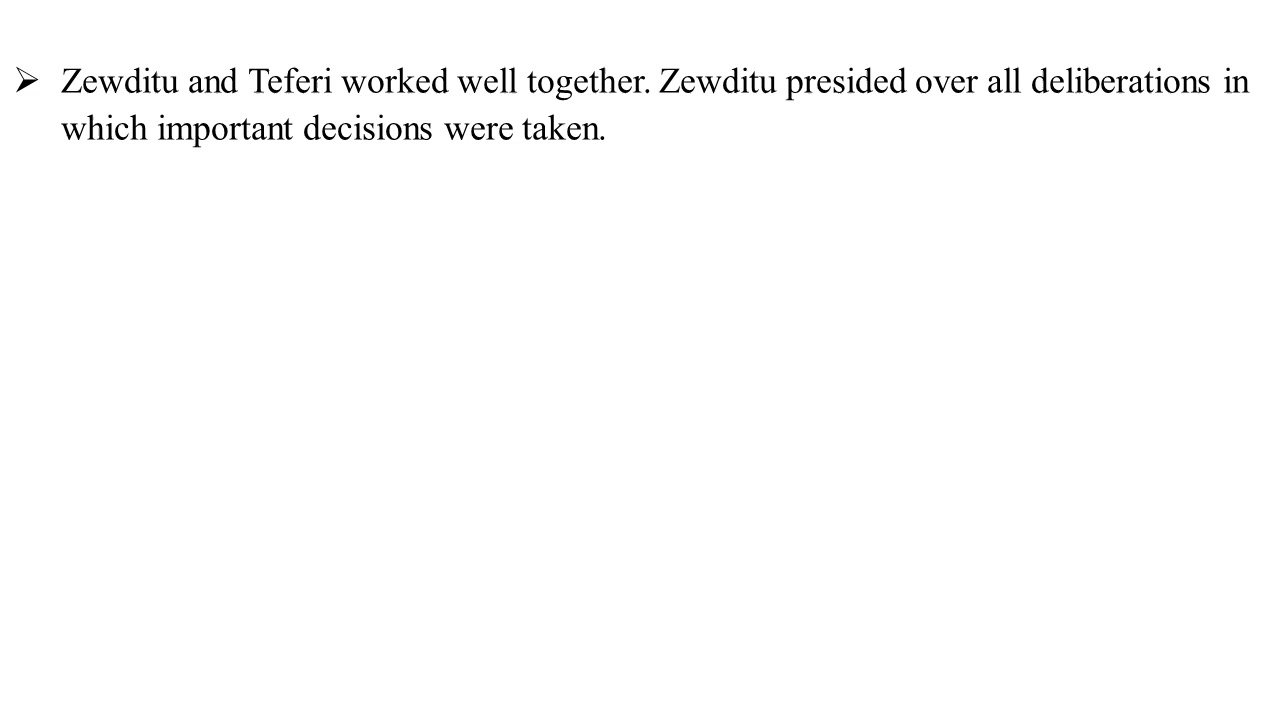 ➢ Zewditu and Teferi worked well together. Zewditu presided over all deliberations in
which important decisions were taken.